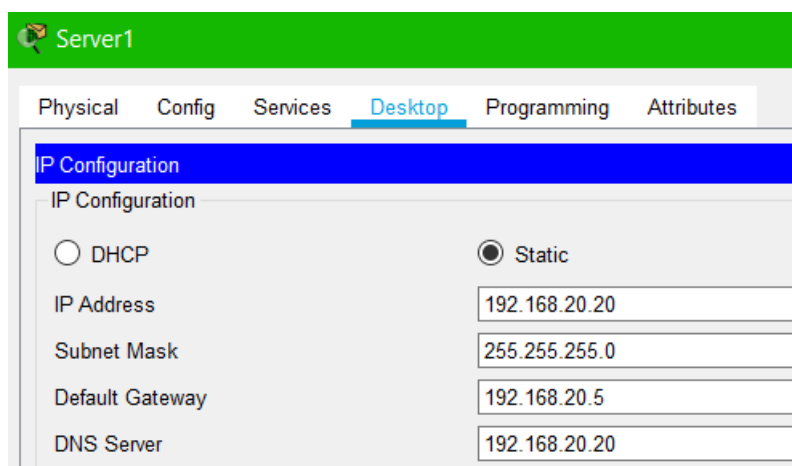 Server1
Physical Config Services Desktop Programming Attributes
IP Configuration
IP Configuration
DHCP Static
IP Address 192.168.20.20
Subnet Mask 255.255.255.0
Default Gateway 192.168.20.5
DNS Server 192.168.20.20